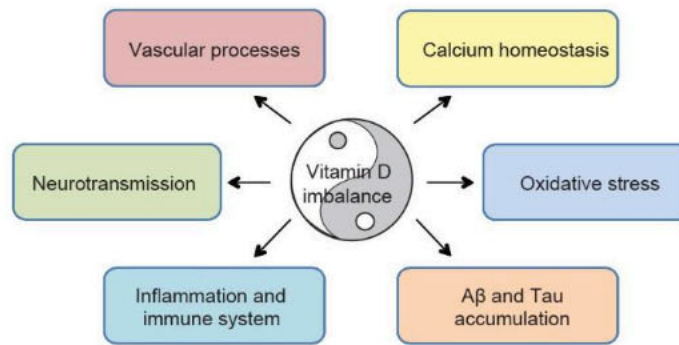 Vascular processes
Calcium homeostasis
Neurotransmission
Vitamin D
imbalance
Oxidative stress
Inflammation and
immune system
Aβ and Tau
accumulation